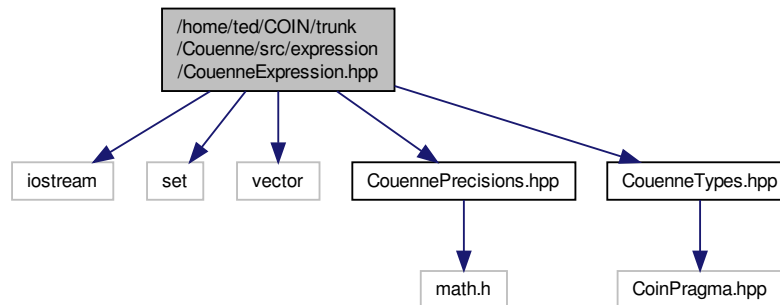 /home/ted/COIN/trunk
/Couenne/src/expression
/CouenneExpression.hpp
iostream
set
vector
CouennePrecisions.hpp
CouenneTypes.hpp
math.h
CoinPragma.hpp